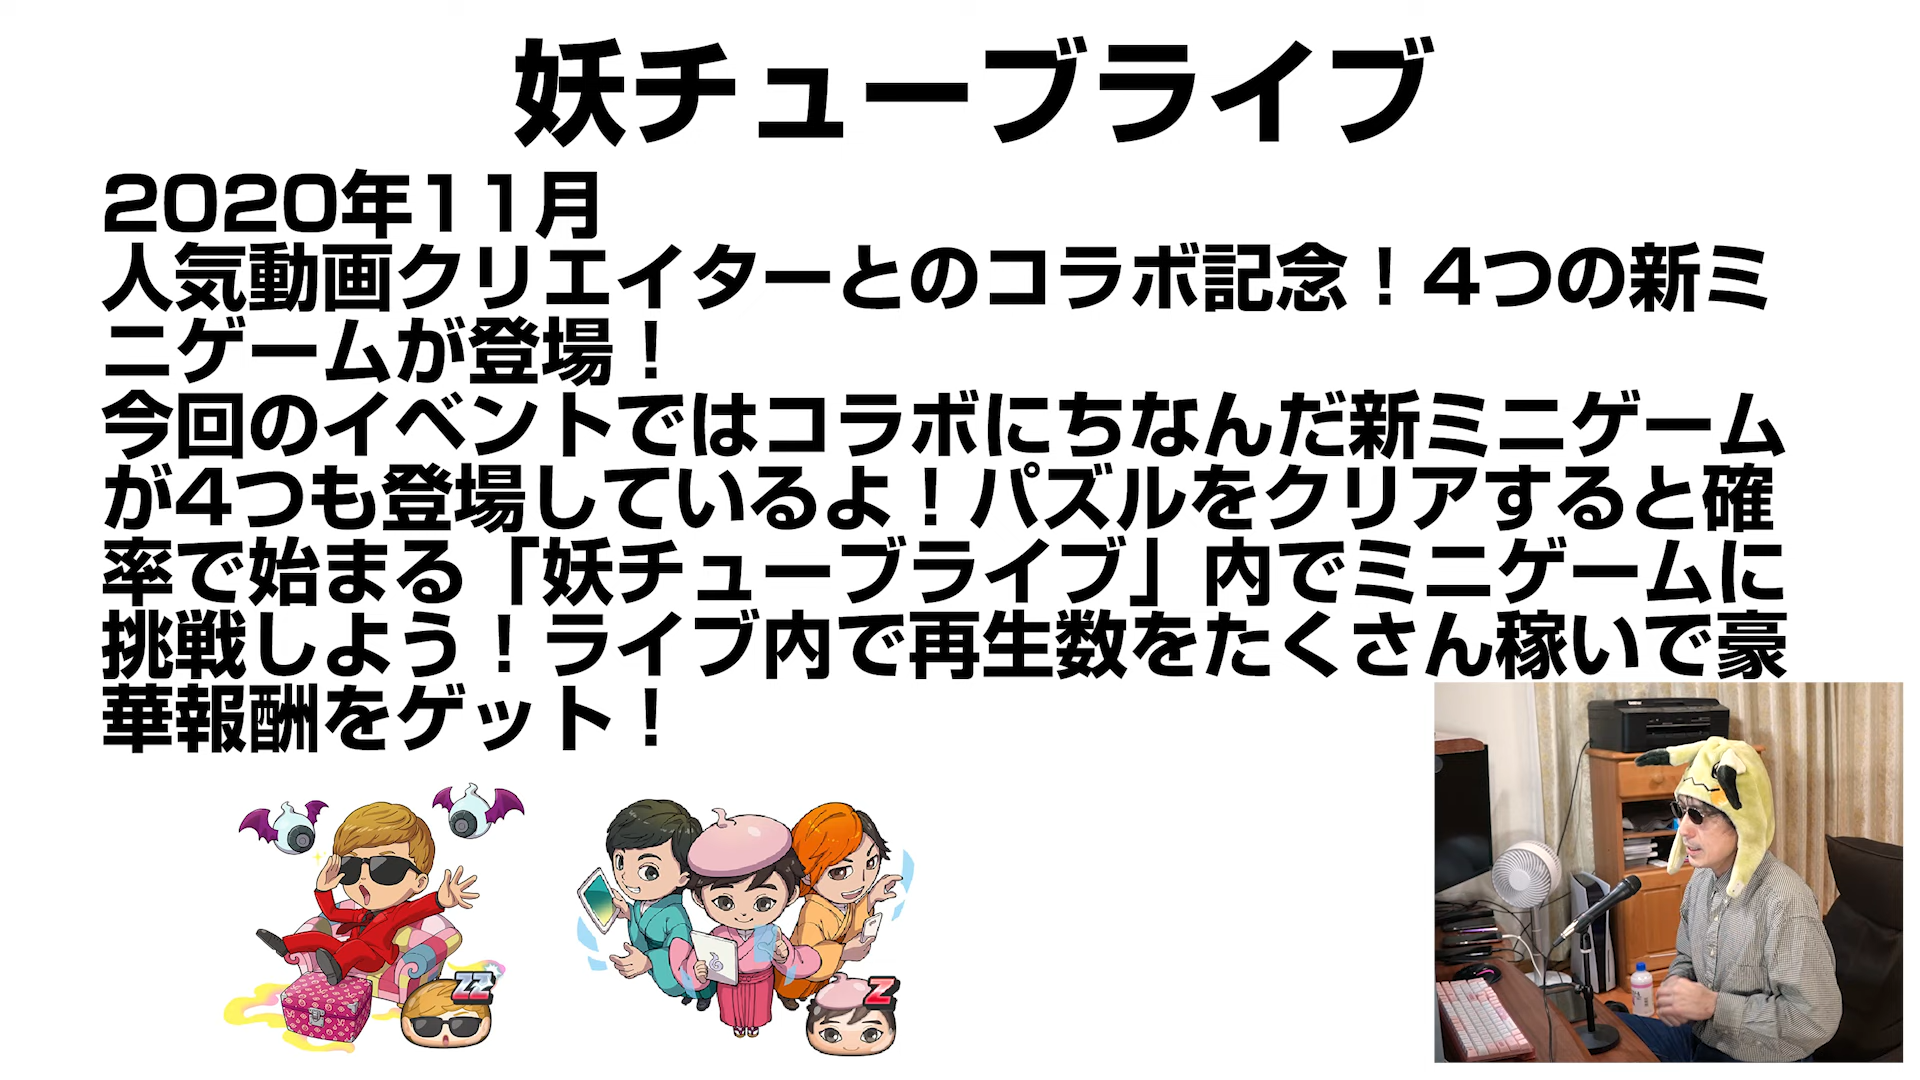 妖チューブライブ
2020年11月
人気動画クリエイターとのコラボ記念！4つの新ミ
ニゲームが登場！
今回のイベントではコラボにちなんだ新ミニゲーム
が4つも登場しているよ！パズルをクリアすると確
率で始まる「妖チューブライブ」内でミニゲームに
挑戦しよう！ライブ内で再生数をたくさん稼いで豪
華報酬をゲット！
ZZ
Z